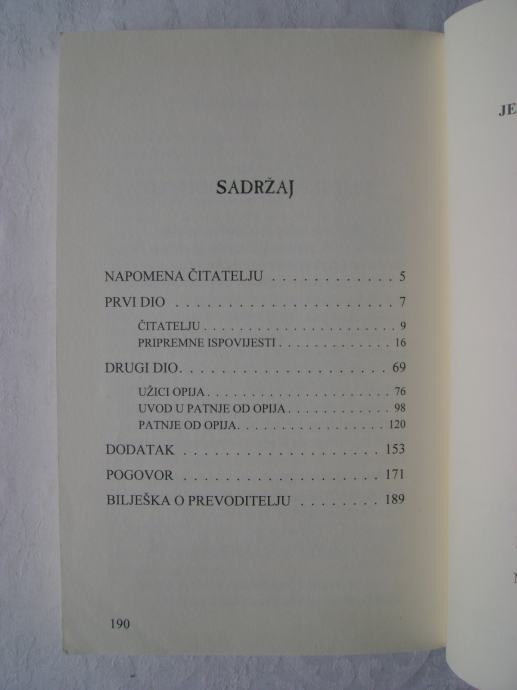 SADRŽAJ
NAPOMENA ČITATELJU . . . . . . . . . . . . 5
PRVI DIO . . . . . . . . . . . . . . . . . . 7
ČITATELJU . . . . . . . . . . . . . . . . . . 9
PRIPREMNE ISPOVIJESTI . . . . . . . . . . . 16
DRUGI DIO. . . . . . . . . . . . . . . . . . 69
UŽICI OPIJA . . . . . . . . . . . . . . . . . 76
UVOD U PATNJE OD OPIJA . . . . . . . . . . 98
PATNJE OD OPIJA. . . . . . . . . . . . . . 120
DODATAK . . . . . . . . . . . . . . . . . 153
POGOVOR . . . . . . . . . . . . . . . . . 171
BILJEŠKA O PREVODITELJU . . . . . . . . 189
190
JE